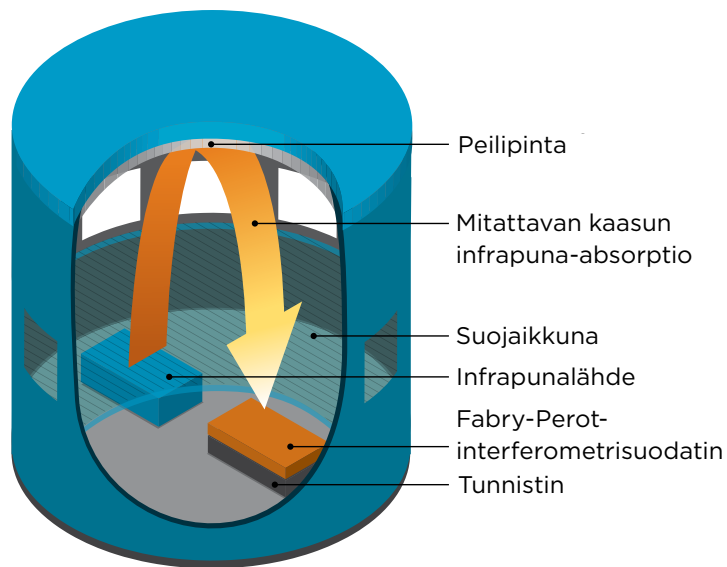 Peilipinta
Mitattavan kaasun
infrapuna-absorptio
Suojaikkuna
Infrapunalähde
Fabry-Perot-
interferometrisuodatin
Tunnistin